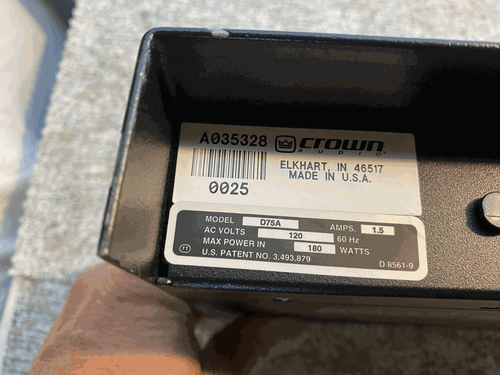 A035328 crown
AUDIO
ELKHART, IN 46517
MADE IN U.S.A.
0025
MODEL D75A AMPS. 1.5
AC VOLTS 120 60 Hz
MAX POWER IN 180 WATTS
U.S. PATENT NO. 3.493.879
D 8561-9